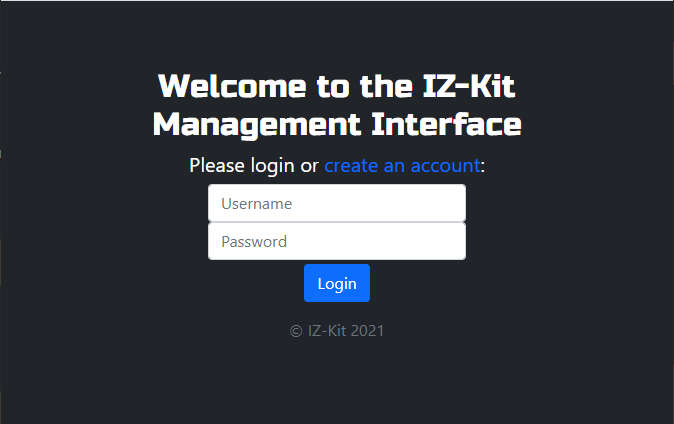 Welcome to the IZ-Kit
Management Interface
Please login or create an account:
Username
Password
Login
© IZ-Kit 2021